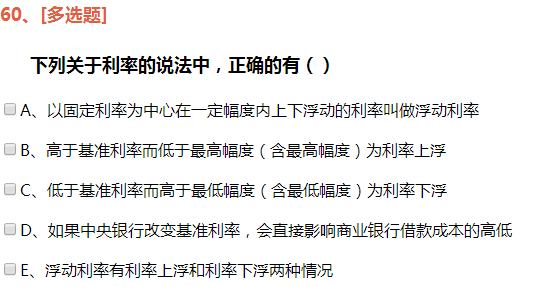 60、[多选题]
下列关于利率的说法中，正确的有（ ）
A、以固定利率为中心在一定幅度内上下浮动的利率叫做浮动利率
B、高于基准利率而低于最高幅度（含最高幅度）为利率上浮
C、低于基准利率而高于最低幅度（含最低幅度）为利率下浮
D、如果中央银行改变基准利率，会直接影响商业银行借款成本的高低
E、浮动利率有利率上浮和利率下浮两种情况